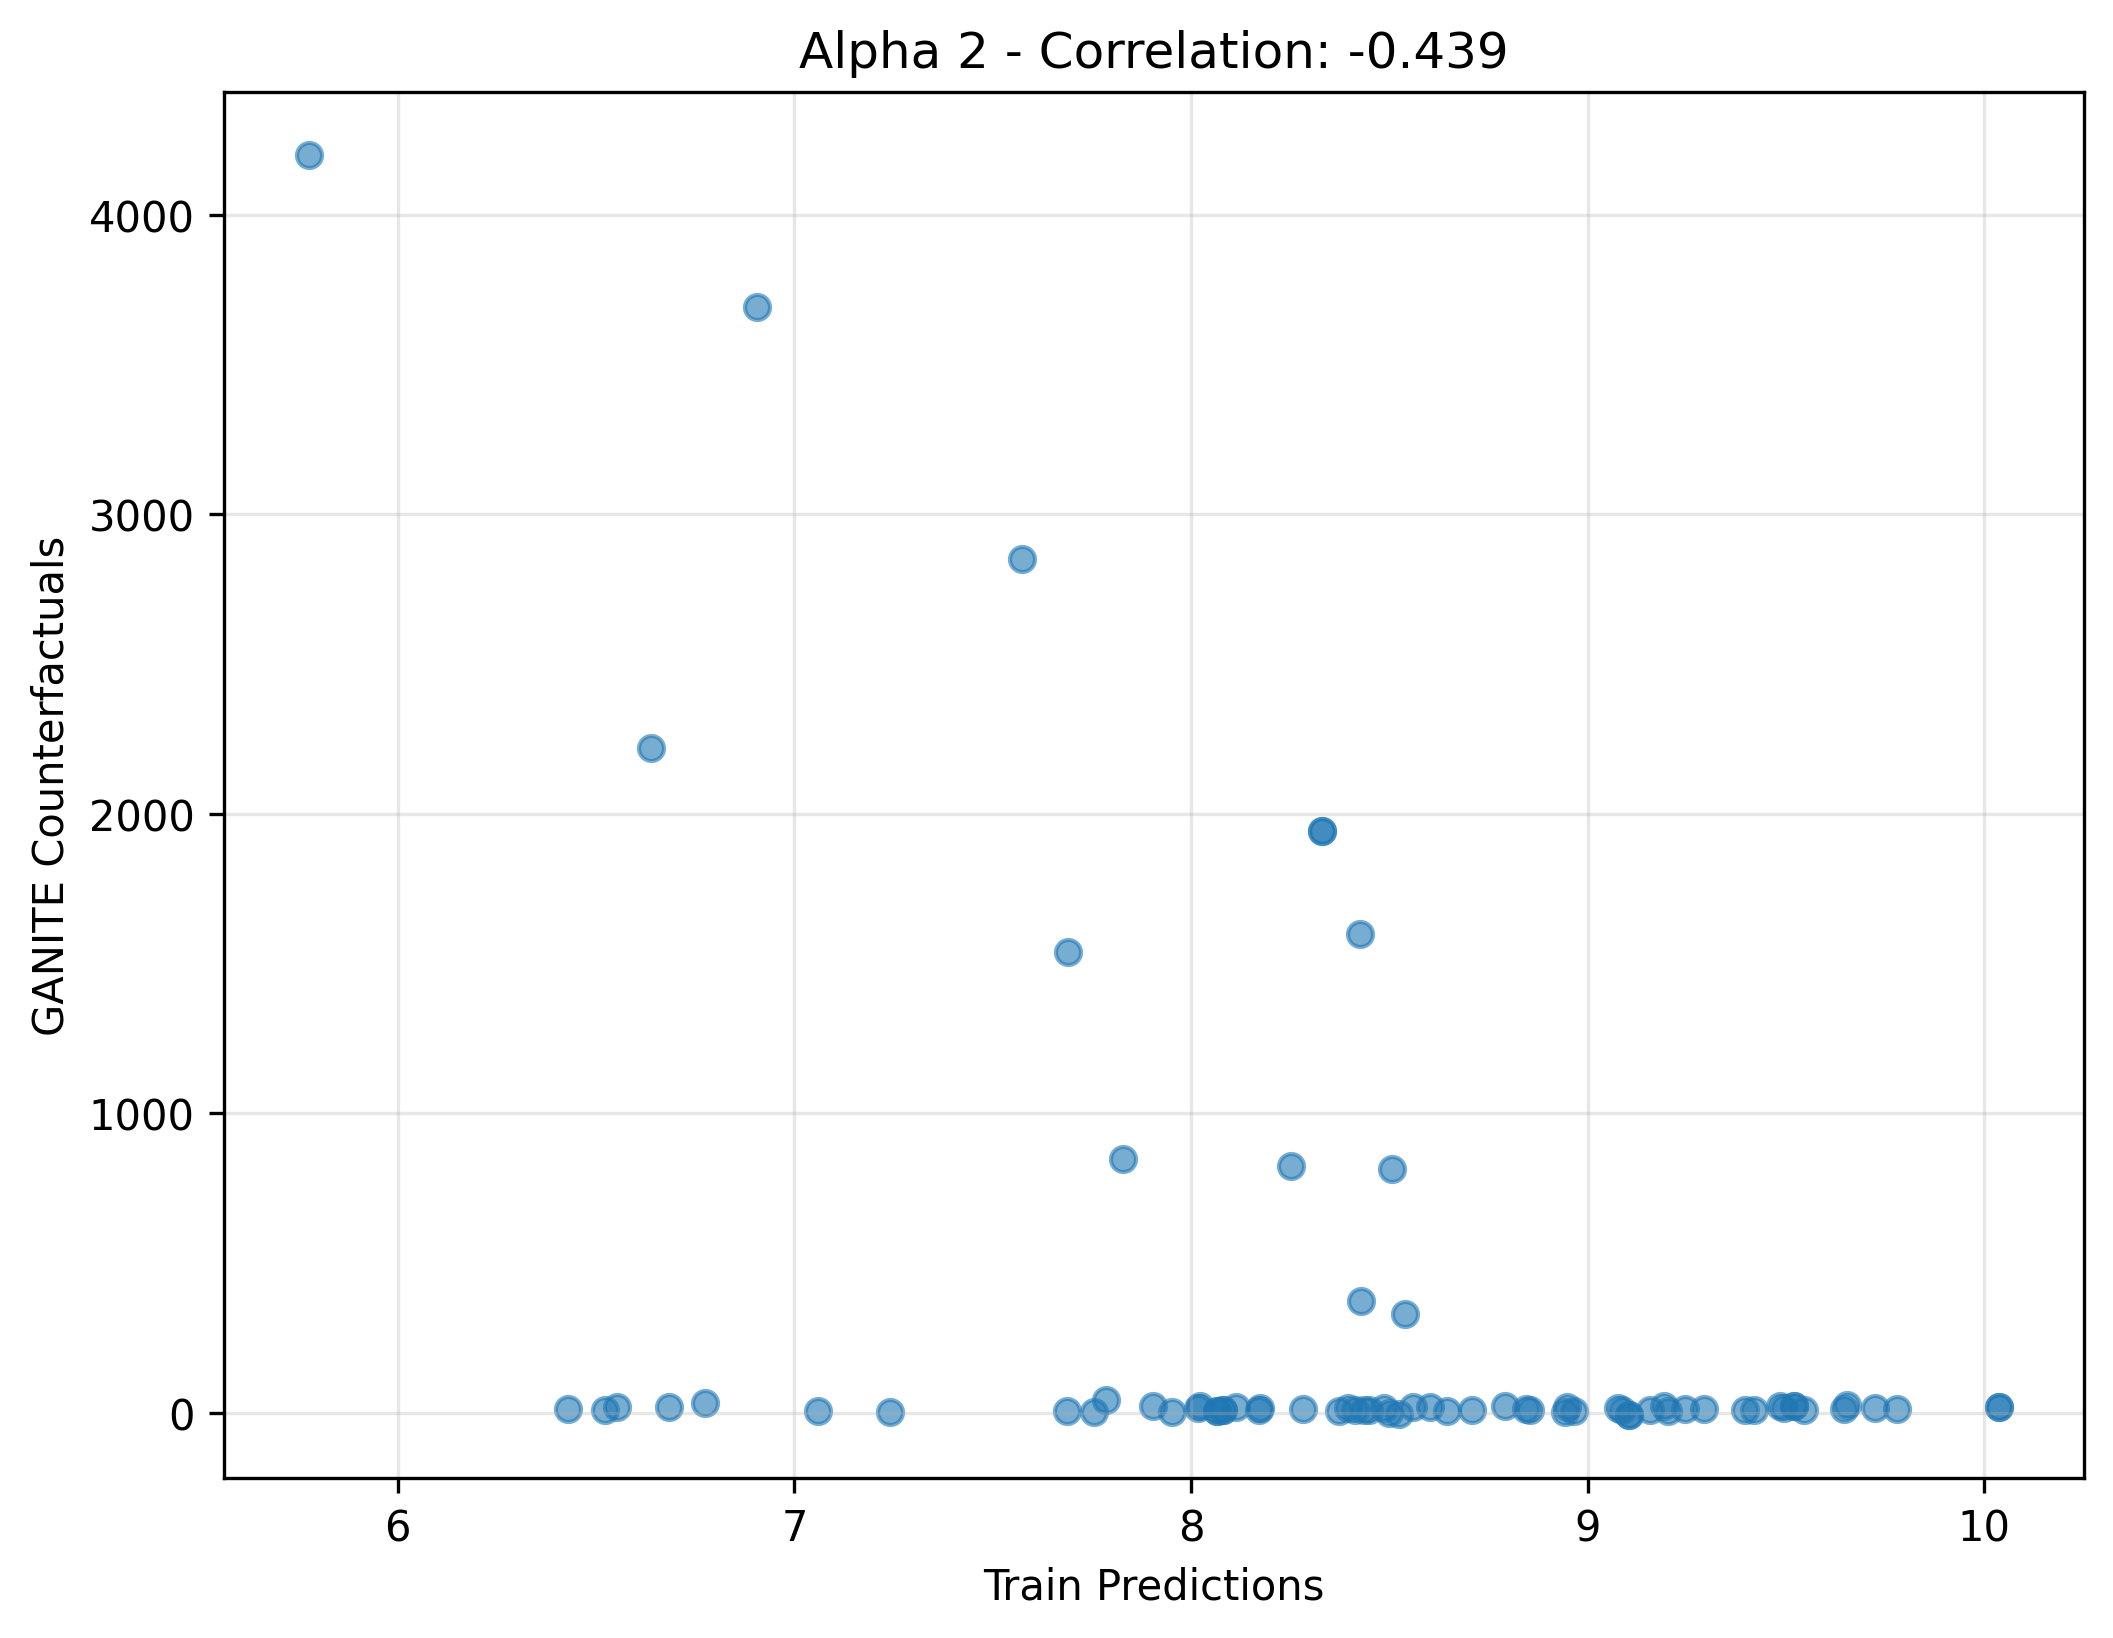 Alpha 2 - Correlation: -0.439
GANITE Counterfactuals
4000
3000
2000
1000
0
6 7 8 9 10
Train Predictions